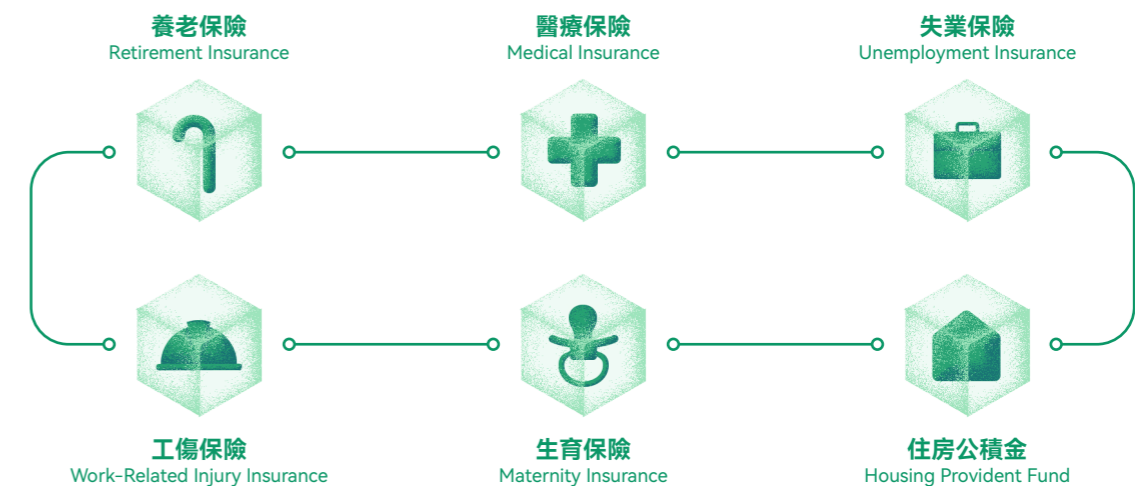 養老保險
Retirement Insurance
醫療保險
Medical Insurance
失業保險
Unemployment Insurance
工傷保險
Work-Related Injury Insurance
生育保險
Maternity Insurance
住房公積金
Housing Provident Fund